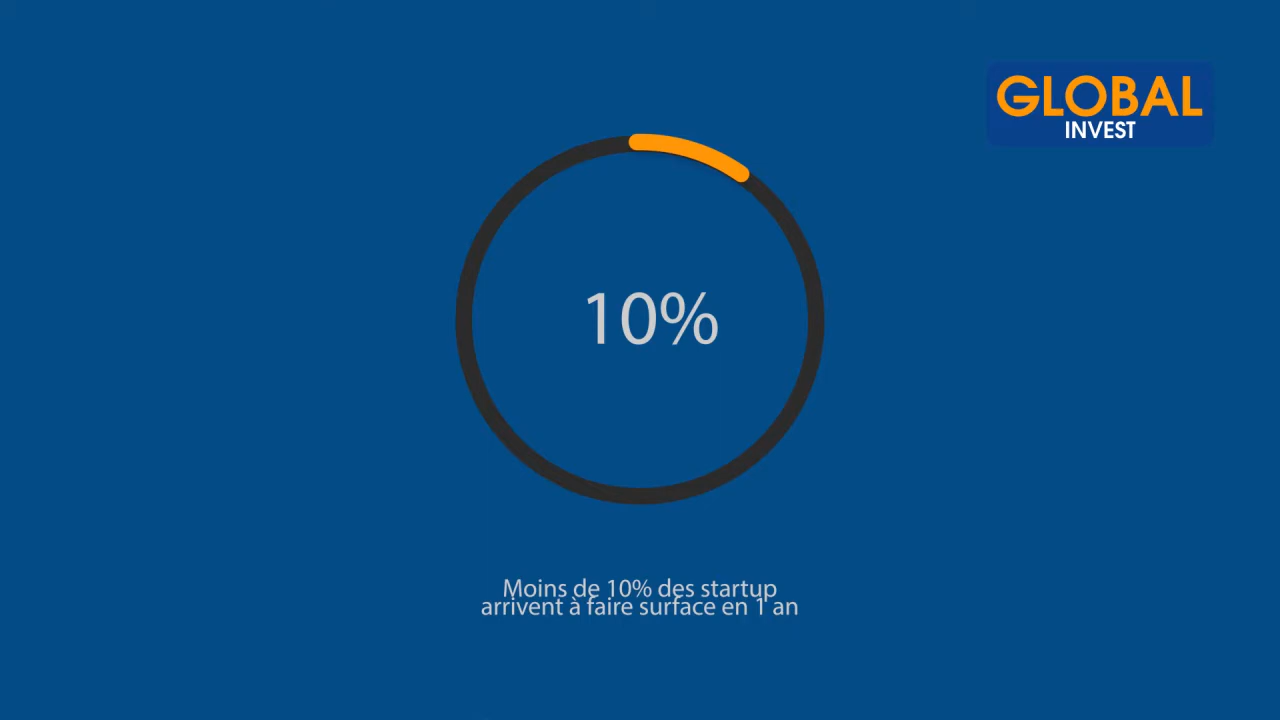 GLOBAL
INVEST
10%
Moins de 10% des startup
arrivent à faire surface en 1 an